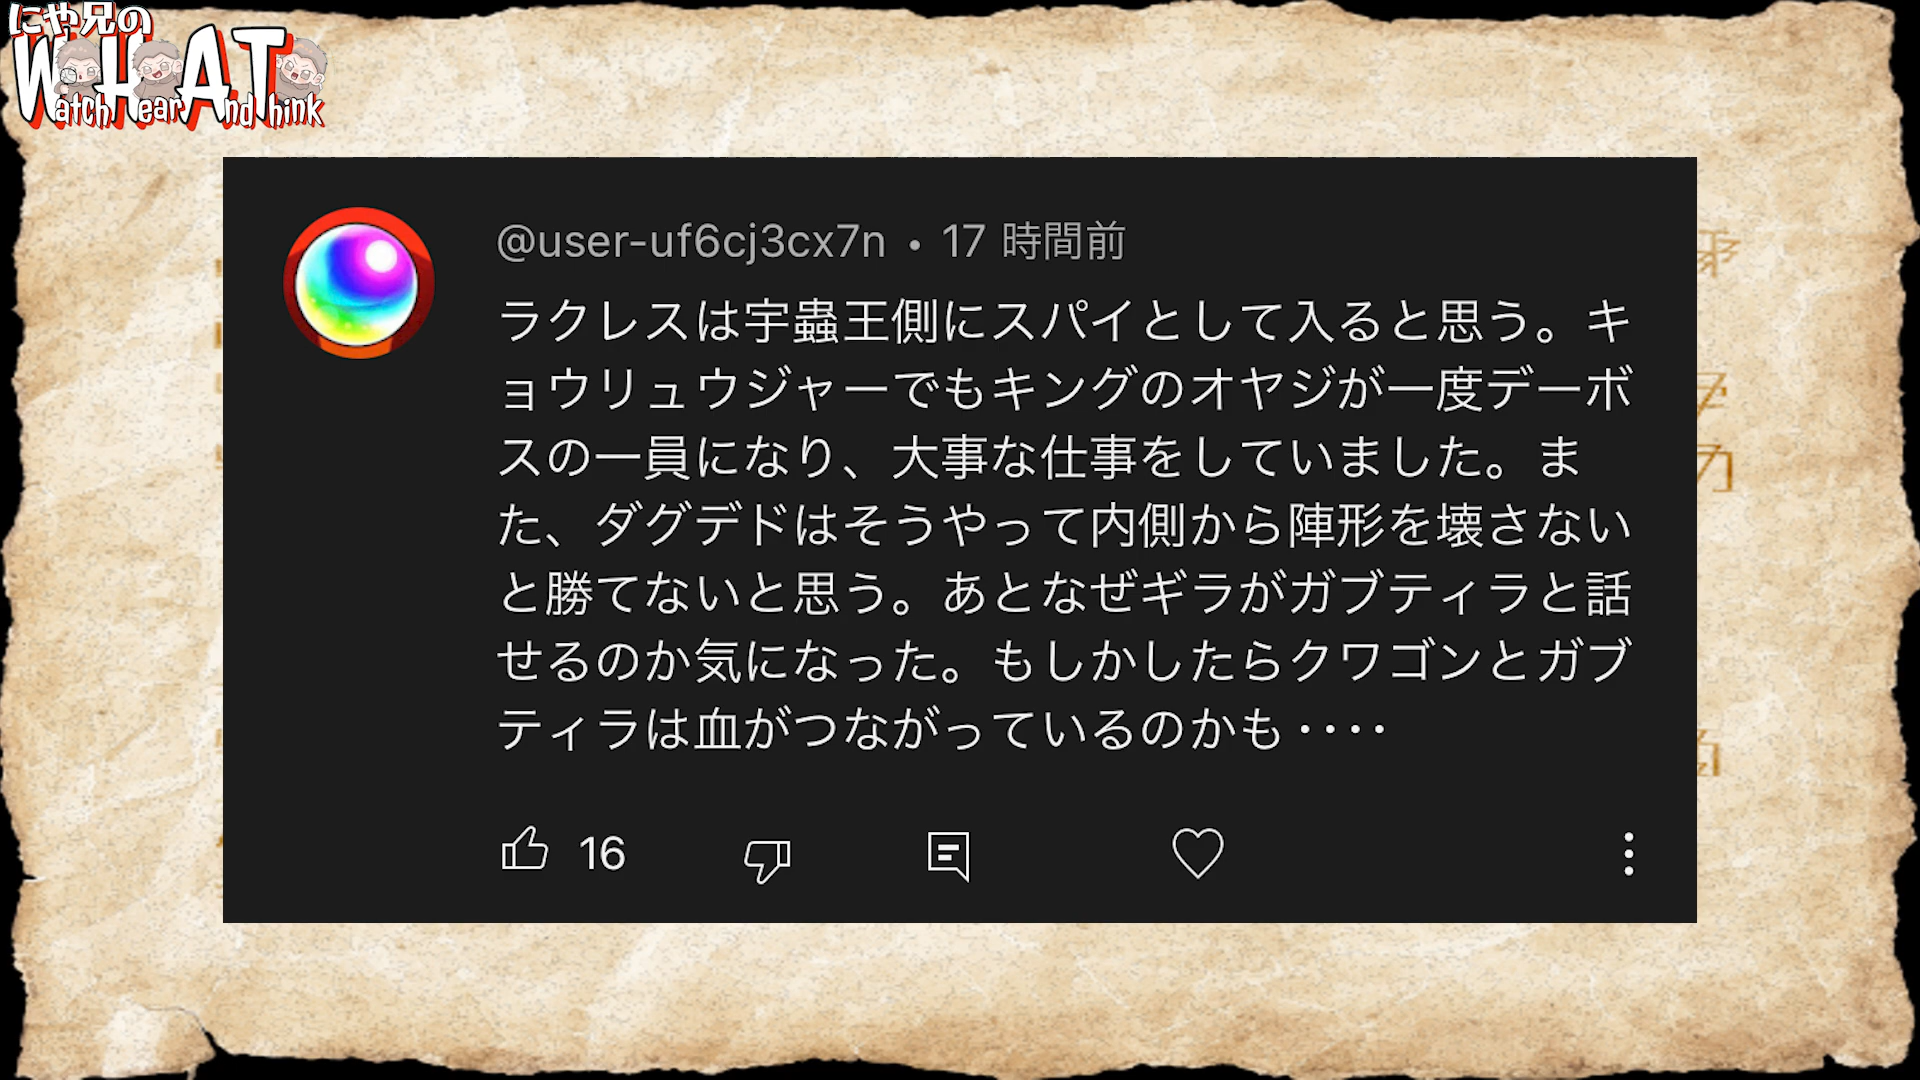 にや兄の
WHAT
Watch Hear And Think
@user-uf6cj3cx7n • 17 時間前
ラクレスは宇蟲王側にスパイとして入ると思う。キ
ョウリュウジャーでもキングのオヤジが一度デーボ
スの一員になり、大事な仕事をしていました。ま
た、ダグデドはそうやって内側から陣形を壊さない
と勝てないと思う。あとなぜギラがガブティラと話
せるのか気になった。もしかしたらクワゴンとガブ
ティラは血がつながっているのかも‥‥
16